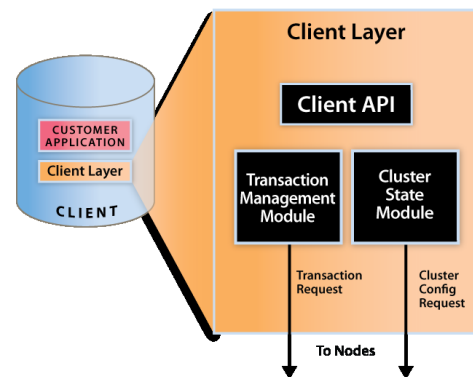 Client Layer
Client API
CUSTOMER
APPLICATION
Client Layer
CLIENT
Transaction
Management
Module
Cluster
State
Module
Transaction
Request
Cluster
Config
Request
To Nodes